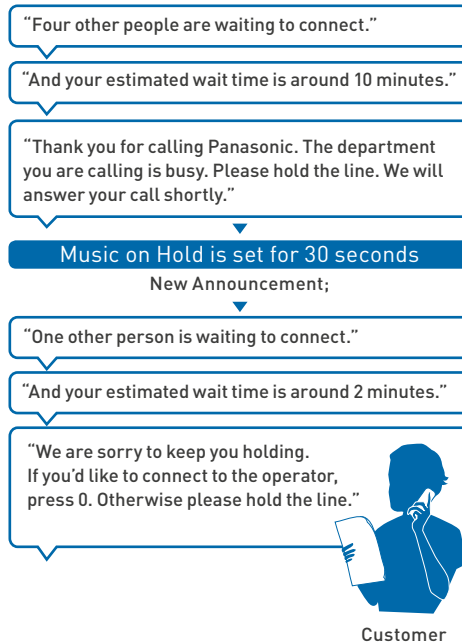 “Four other people are waiting to connect.”
“And your estimated wait time is around 10 minutes.”
“Thank you for calling Panasonic. The department
you are calling is busy. Please hold the line. We will
answer your call shortly.”
Music on Hold is set for 30 seconds
New Announcement;
“One other person is waiting to connect.”
“And your estimated wait time is around 2 minutes.”
“We are sorry to keep you holding.
If you’d like to connect to the operator,
press 0. Otherwise please hold the line.”
Customer